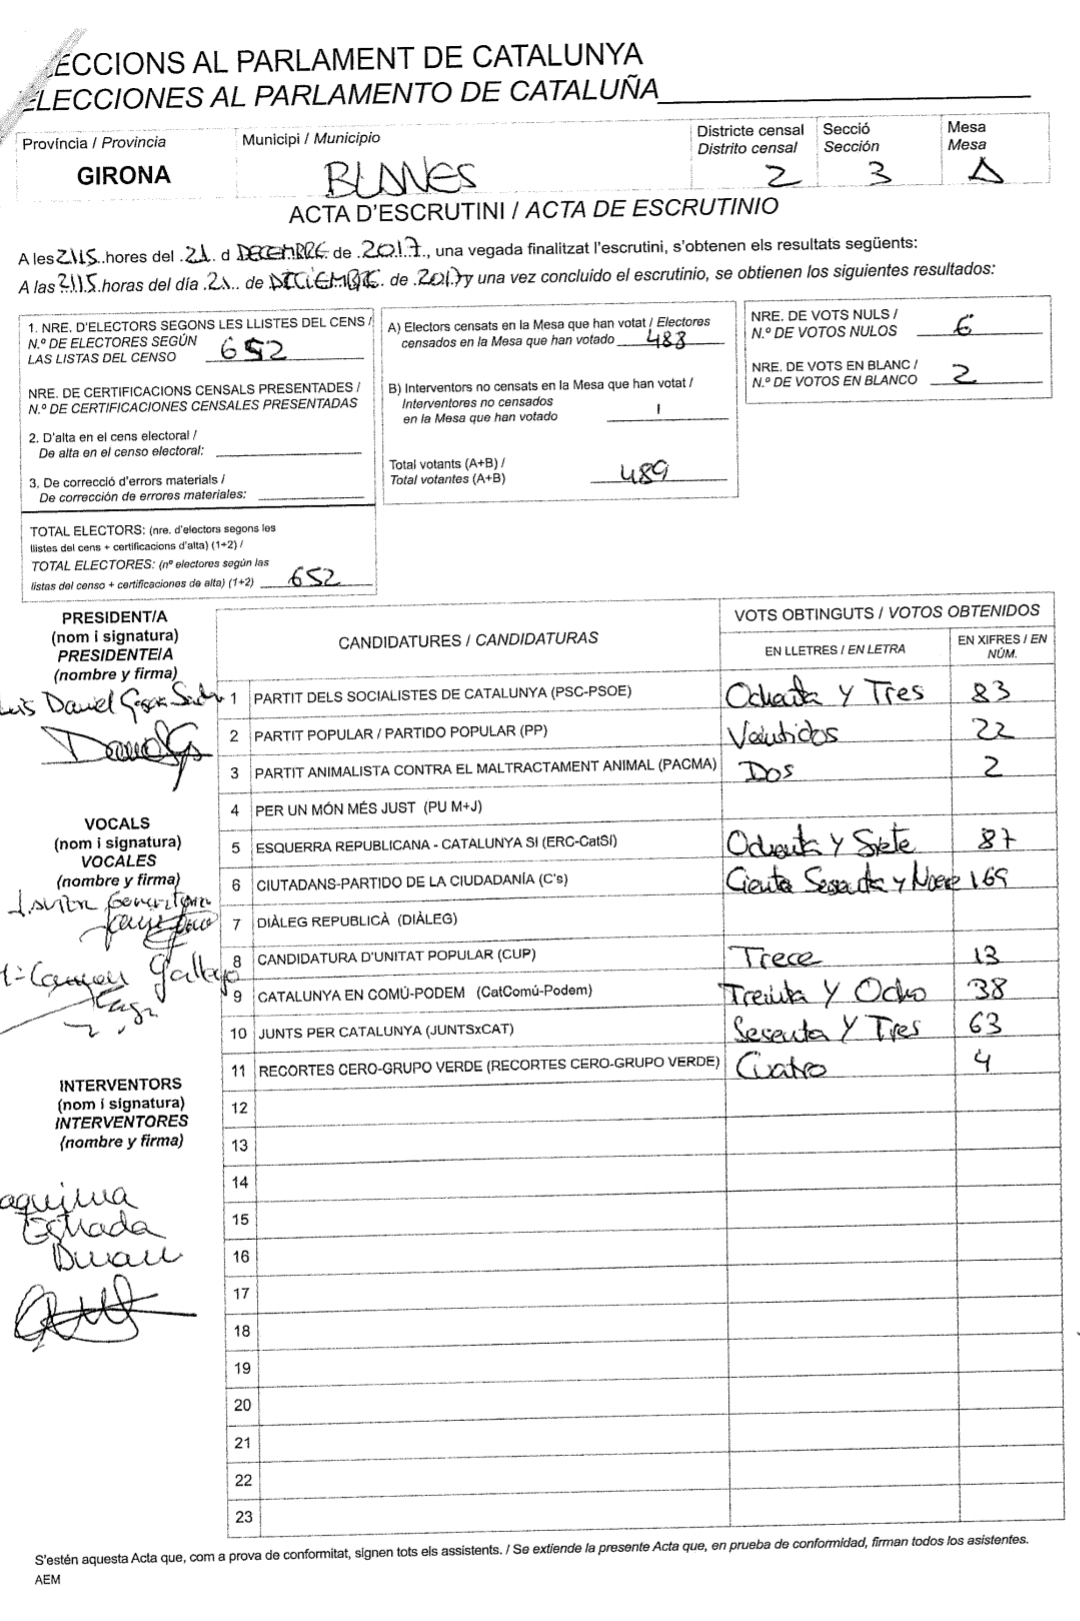 ECCIONS AL PARLAMENT DE CATALUNYA
ELECCIONES AL PARLAMENTO DE CATALUÑA
Província / Provincia
GIRONA
Municipi / Municipio
BLANES
Districte censal
Distrito censal
2
Secció
Sección
3
Mesa
Mesa
A
ACTA D'ESCRUTINI / ACTA DE ESCRUTINIO
A les 2115 hores del 21 d DECEMBRE de 2017, una vegada finalitzat l'escrutini, s'obtenen els resultats següents:
A las 2115 horas del día 21 de DICIEMBRE de 2017 y una vez concluido el escrutinio, se obtienen los siguientes resultados:
1. NRE. D'ELECTORS SEGONS LES LLISTES DEL CENS /
N.º DE ELECTORES SEGÚN
LAS LISTAS DEL CENSO 652
NRE. DE CERTIFICACIONS CENSALS PRESENTADES /
N.º DE CERTIFICACIONES CENSALES PRESENTADAS
2. D'alta en el cens electoral /
De alta en el censo electoral:
3. De correcció d'errors materials /
De corrección de errores materiales:
TOTAL ELECTORS: (nre. d'electors segons les
llistes del cens + certificacions d'alta) (1+2) /
TOTAL ELECTORES: (nº electores según las
listas del censo + certificaciones de alta) (1+2) 652
A) Electors censats en la Mesa que han votat / Electores
censados en la Mesa que han votado 488
B) Interventors no censats en la Mesa que han votat /
Interventores no censados
en la Mesa que han votado 1
Total votants (A+B) /
Total votantes (A+B) 489
NRE. DE VOTS NULS /
N.º DE VOTOS NULOS 6
NRE. DE VOTS EN BLANC /
N.º DE VOTOS EN BLANCO 2
PRESIDENT/A
(nom i signatura)
PRESIDENTE/A
(nombre y firma)
Luis Daniel
VOCALS
(nom i signatura)
VOCALES
(nombre y firma)
Carmen Gallego
INTERVENTORS
(nom i signatura)
INTERVENTORES
(nombre y firma)
aquina
Estrada
Duran
CANDIDATURES / CANDIDATURAS
VOTS OBTINGUTS / VOTOS OBTENIDOS
EN LLETRES / EN LETRA
EN XIFRES / EN
NÚM.
1 PARTIT DELS SOCIALISTES DE CATALUNYA (PSC-PSOE) Ochenta y Tres 83
2 PARTIT POPULAR / PARTIDO POPULAR (PP) Veintidos 22
3 PARTIT ANIMALISTA CONTRA EL MALTRACTAMENT ANIMAL (PACMA) Dos 2
4 PER UN MÓN MÉS JUST (PU M+J)
5 ESQUERRA REPUBLICANA - CATALUNYA SI (ERC-CatSí) Ochenta y Siete 87
6 CIUTADANS-PARTIDO DE LA CIUDADANÍA (C's) Ciento Sesenta y Nueve 169
7 DIÀLEG REPUBLICÀ (DIÀLEG)
8 CANDIDATURA D'UNITAT POPULAR (CUP) Trece 13
9 CATALUNYA EN COMÚ-PODEM (CatComú-Podem) Treinta y Ocho 38
10 JUNTS PER CATALUNYA (JUNTSxCAT) Sesenta y Tres 63
11 RECORTES CERO-GRUPO VERDE (RECORTES CERO-GRUPO VERDE) Cuatro 4
12
13
14
15
16
17
18
19
20
21
22
23
S'estén aquesta Acta que, com a prova de conformitat, signen tots els assistents. / Se extiende la presente Acta que, en prueba de conformidad, firman todos los asistentes.
AEM